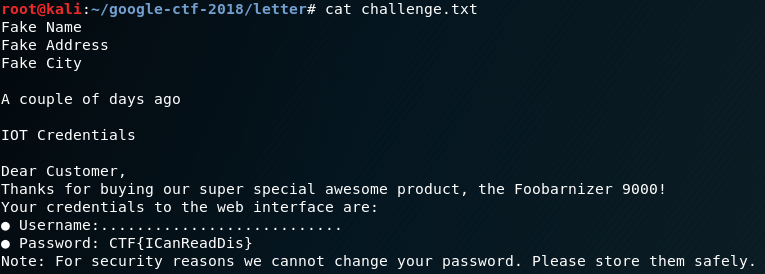 root@kali:~/google-ctf-2018/letter# cat challenge.txt
Fake Name
Fake Address
Fake City
A couple of days ago
IOT Credentials
Dear Customer,
Thanks for buying our super special awesome product, the Foobarnizer 9000!
Your credentials to the web interface are:
● Username:...........................
● Password: CTF{ICanReadDis}
Note: For security reasons we cannot change your password. Please store them safely.